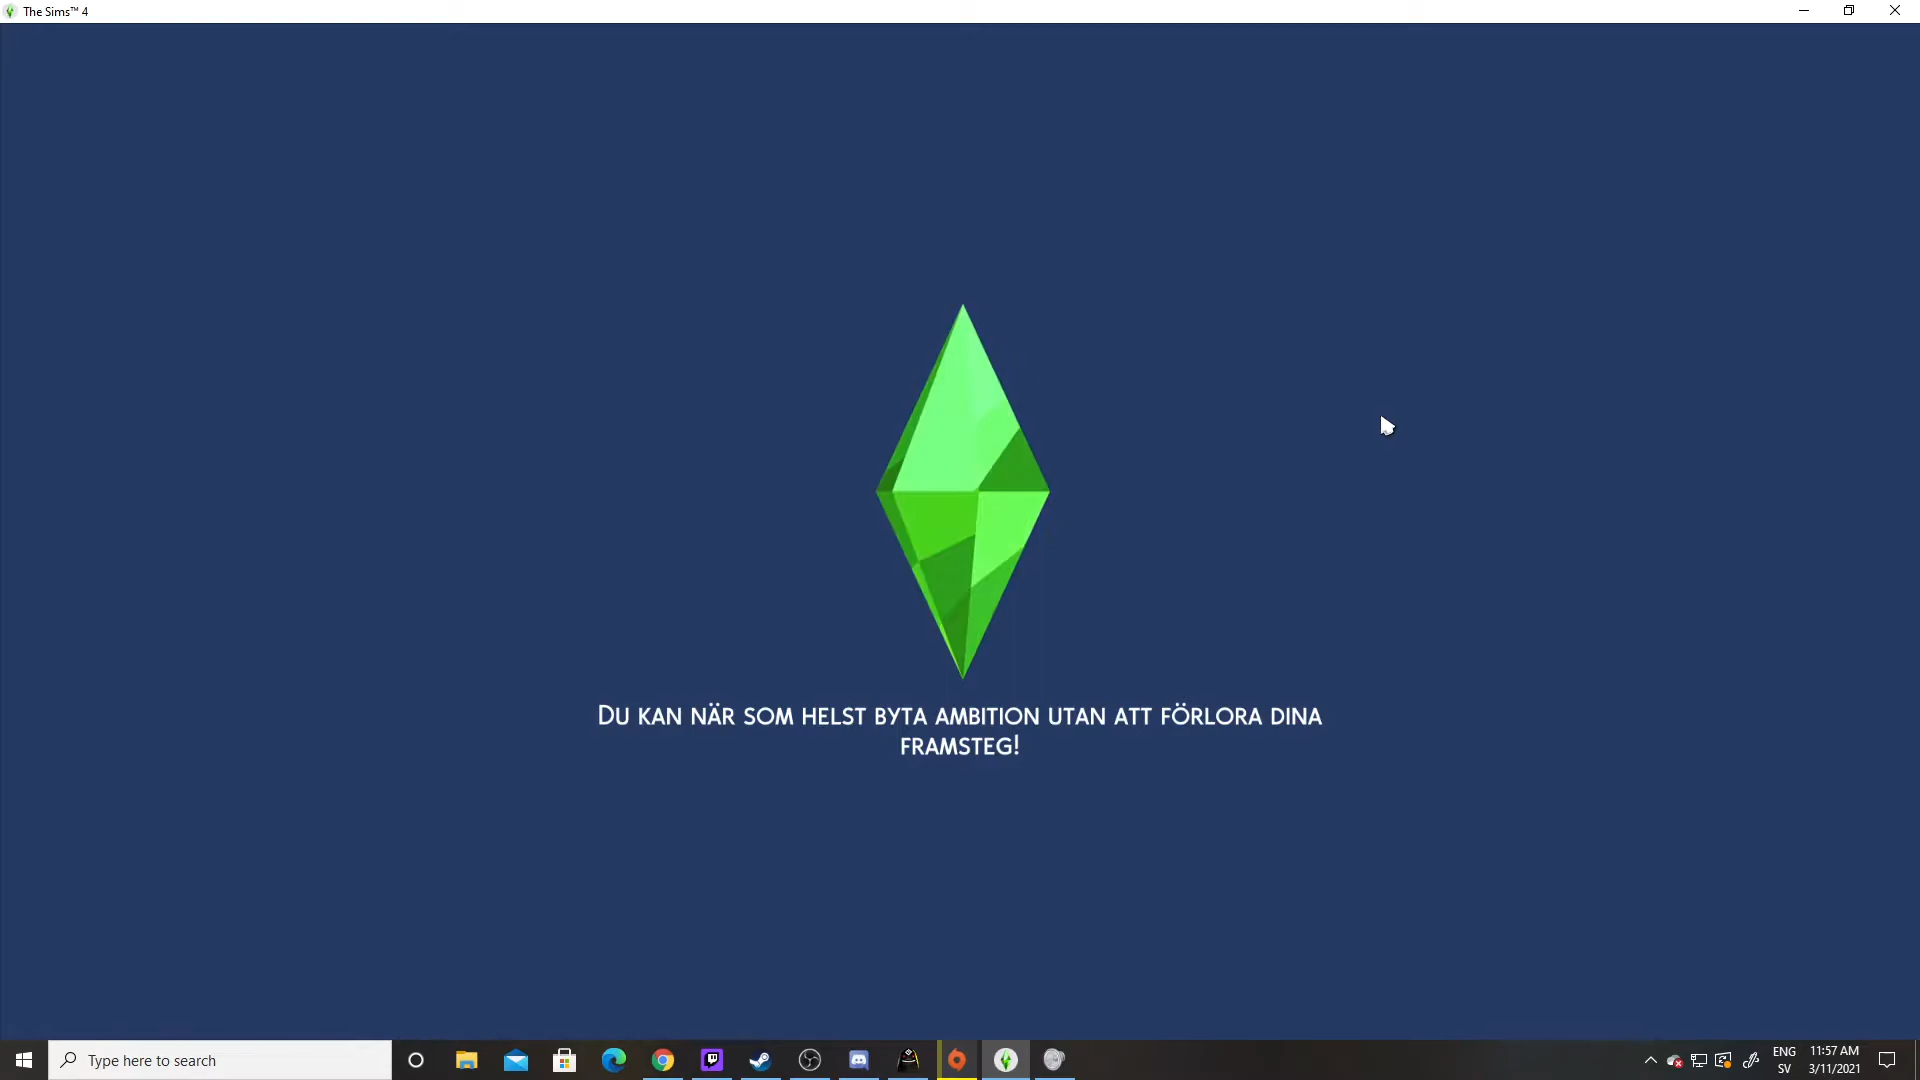 The Sims™ 4
Du kan när som helst byta ambition utan att förlora dina
framsteg!
Type here to search
ENG
SV
11:57 AM
3/11/2021